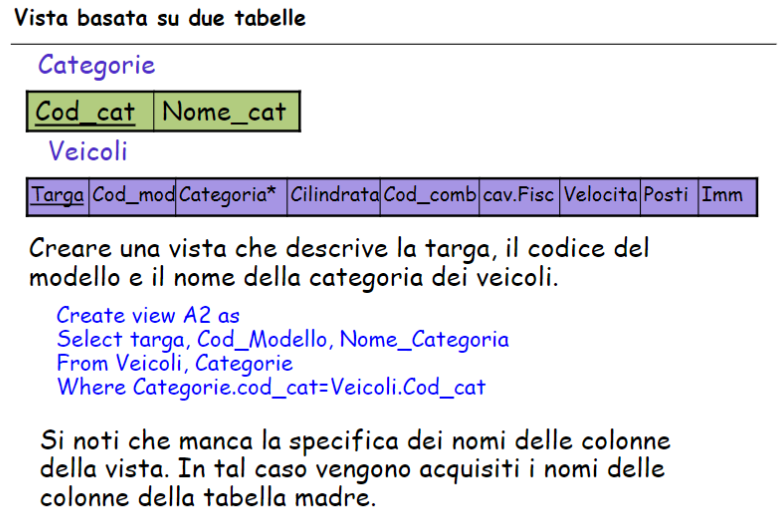 Vista basata su due tabelle
Categorie
Cod_cat Nome_cat
Veicoli
Targa Cod_mod Categoria* Cilindrata Cod_comb cav.Fisc Velocita Posti Imm
Creare una vista che descrive la targa, il codice del
modello e il nome della categoria dei veicoli.
Create view A2 as
Select targa, Cod_Modello, Nome_Categoria
From Veicoli, Categorie
Where Categorie.cod_cat=Veicoli.Cod_cat
Si noti che manca la specifica dei nomi delle colonne
della vista. In tal caso vengono acquisiti i nomi delle
colonne della tabella madre.